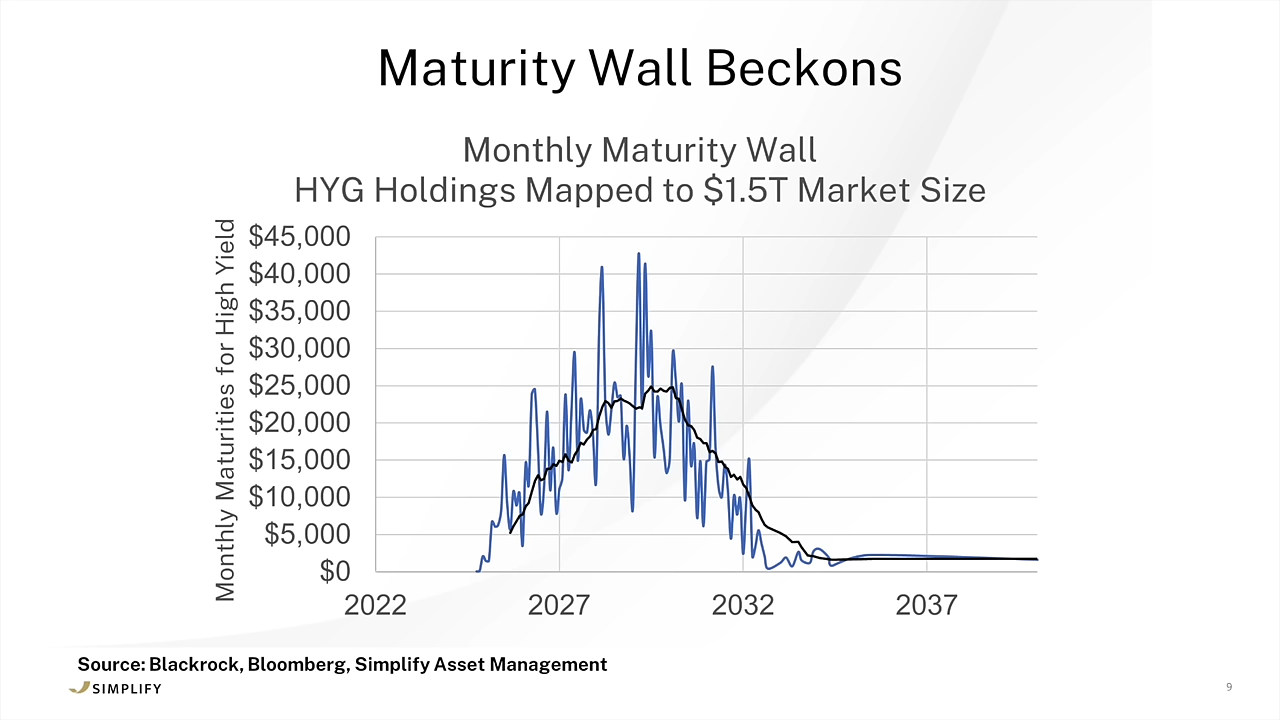 Maturity Wall Beckons
Monthly Maturity Wall
HYG Holdings Mapped to $1.5T Market Size
Monthly Maturities for High Yield
$45,000
$40,000
$35,000
$30,000
$25,000
$20,000
$15,000
$10,000
$5,000
$0
2022 2027 2032 2037
Source: Blackrock, Bloomberg, Simplify Asset Management
SIMPLIFY
9